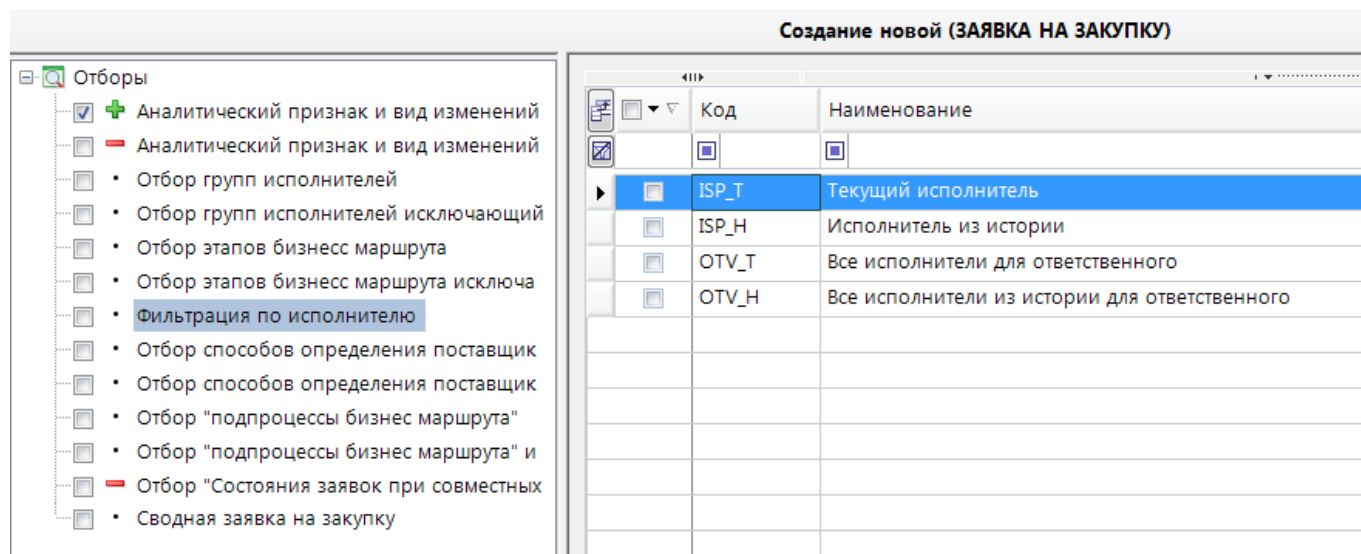 Создание новой (ЗАЯВКА НА ЗАКУПКУ)
Отборы
Аналитический признак и вид изменений
Аналитический признак и вид изменений
Отбор групп исполнителей
Отбор групп исполнителей исключающий
Отбор этапов бизнесс маршрута
Отбор этапов бизнесс маршрута исключа
Фильтрация по исполнителю
Отбор способов определения поставщик
Отбор способов определения поставщик
Отбор "подпроцессы бизнес маршрута"
Отбор "подпроцессы бизнес маршрута" и
Отбор "Состояния заявок при совместных
Сводная заявка на закупку
Код Наименование
ISP_T Текущий исполнитель
ISP_H Исполнитель из истории
OTV_T Все исполнители для ответственного
OTV_H Все исполнители из истории для ответственного